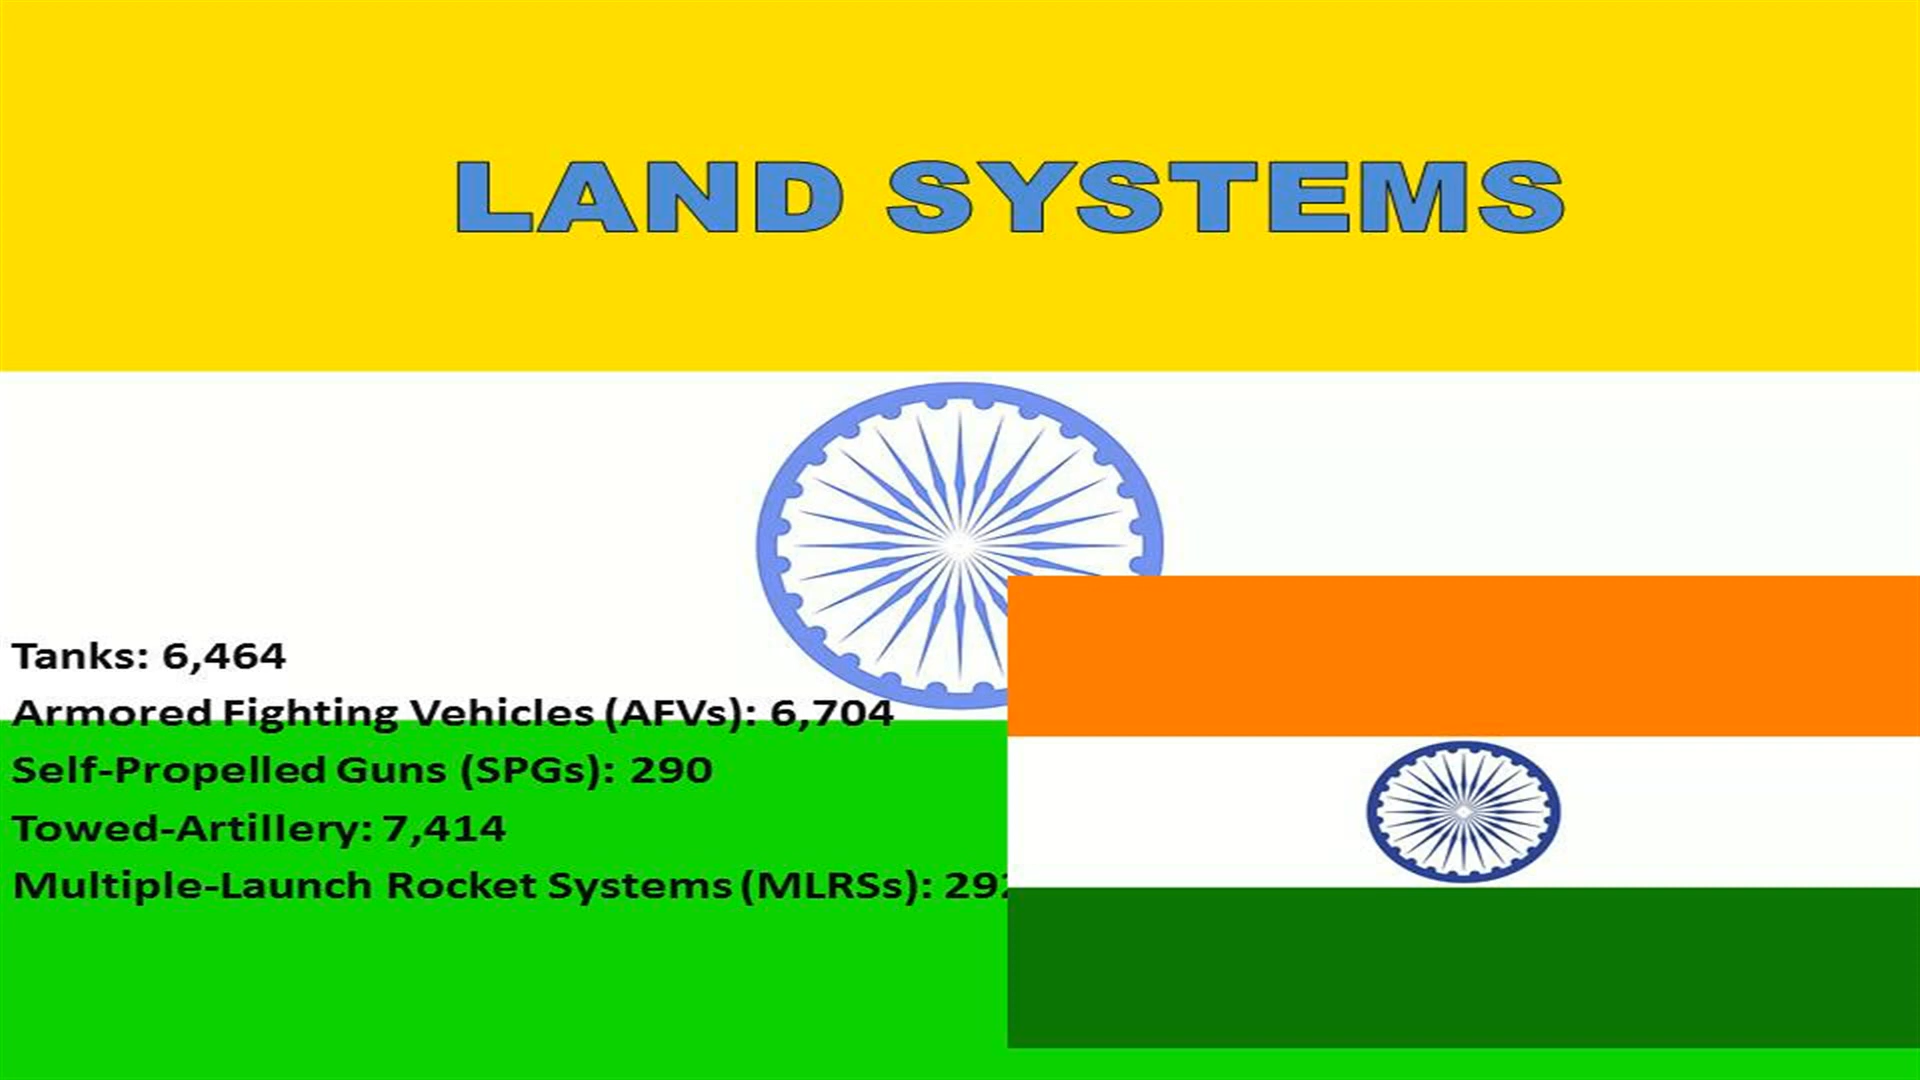 LAND SYSTEMS
Tanks: 6,464
Armored Fighting Vehicles (AFVs): 6,704
Self-Propelled Guns (SPGs): 290
Towed-Artillery: 7,414
Multiple-Launch Rocket Systems (MLRSs):